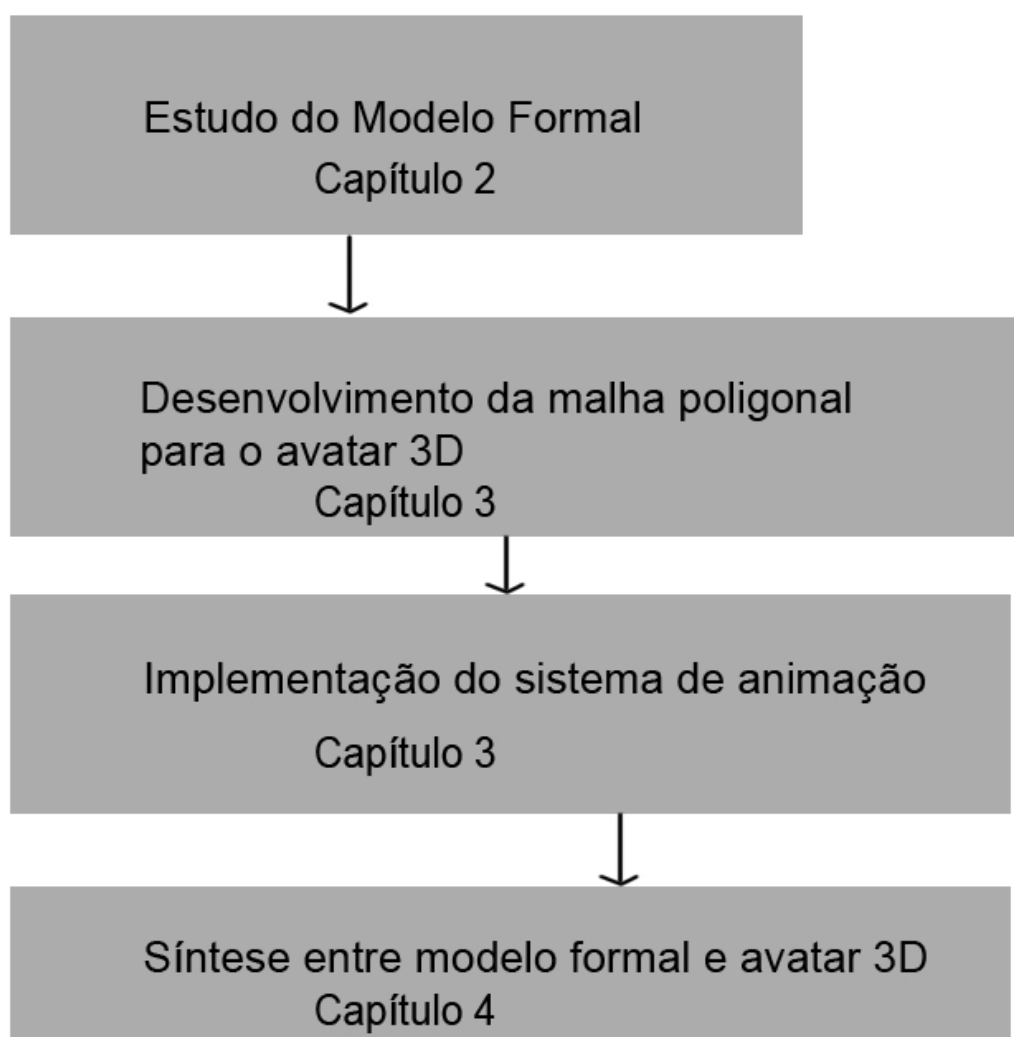 Estudo do Modelo Formal
Capítulo 2
Desenvolvimento da malha poligonal
para o avatar 3D
Capítulo 3
Implementação do sistema de animação
Capítulo 3
Síntese entre modelo formal e avatar 3D
Capítulo 4